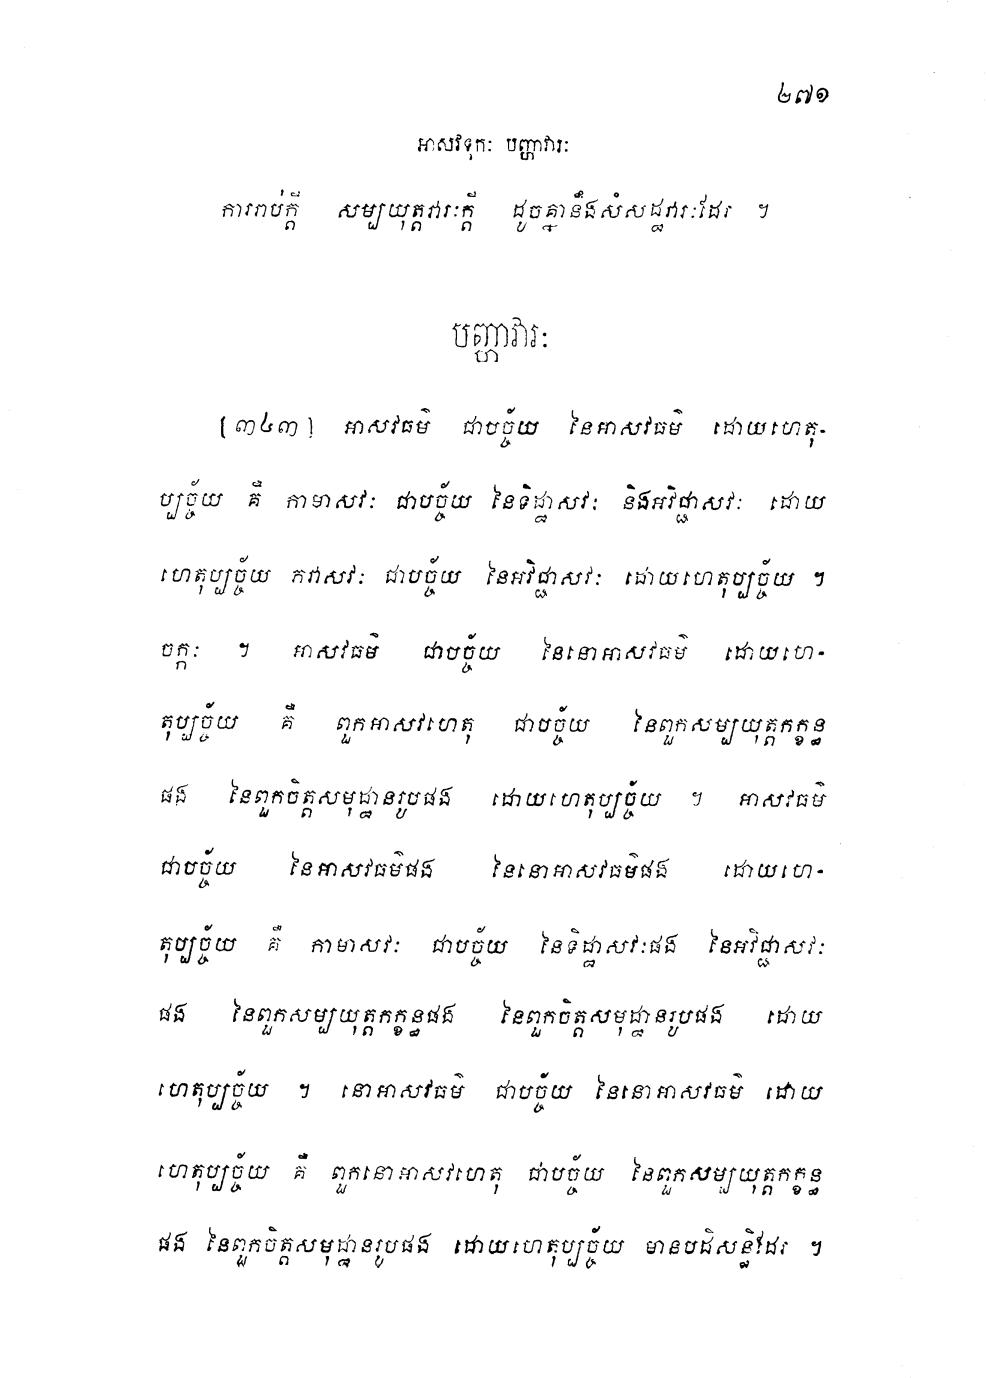 ២៧១
អាសវទុកៈ បញ្ហាវារៈ
ការរាប់ក្តី សម្បយុត្តវារៈក្តី ដូចគ្នានឹងសំសដ្ឋវារៈដែរ ។
បញ្ហាវារៈ
[៣៤៣] អាសវធម៌ ជាបច្ច័យ នៃអាសវធម៌ ដោយហេតុ-
ប្បច្ច័យ គឺ កាមាសវៈ ជាបច្ច័យ នៃទិដ្ឋាសវៈ និងអវិជ្ជាសវៈ ដោយ
ហេតុប្បច្ច័យ ភវាសវៈ ជាបច្ច័យ នៃអវិជ្ជាសវៈ ដោយហេតុប្បច្ច័យ ។
ចក្កៈ ។ អាសវធម៌ ជាបច្ច័យ នៃនោអាសវធម៌ ដោយហេ-
តុប្បច្ច័យ គឺ ពួកអាសវហេតុ ជាបច្ច័យ នៃពួកសម្បយុត្តកក្ខន្ធ
ផង នៃពួកចិត្តសមុដ្ឋានរូបផង ដោយហេតុប្បច្ច័យ ។ អាសវធម៌
ជាបច្ច័យ នៃអាសវធម៌ផង នៃនោអាសវធម៌ផង ដោយហេ-
តុប្បច្ច័យ គឺ កាមាសវៈ ជាបច្ច័យ នៃទិដ្ឋាសវៈផង នៃអវិជ្ជាសវៈ
ផង នៃពួកសម្បយុត្តកក្ខន្ធផង នៃពួកចិត្តសមុដ្ឋានរូបផង ដោយ
ហេតុប្បច្ច័យ ។ នោអាសវធម៌ ជាបច្ច័យ នៃនោអាសវធម៌ ដោយ
ហេតុប្បច្ច័យ គឺ ពួកនោអាសវហេតុ ជាបច្ច័យ នៃពួកសម្បយុត្តកក្ខន្ធ
ផង នៃពួកចិត្តសមុដ្ឋានរូបផង ដោយហេតុប្បច្ច័យ មានបដិសន្ធិដែរ ។